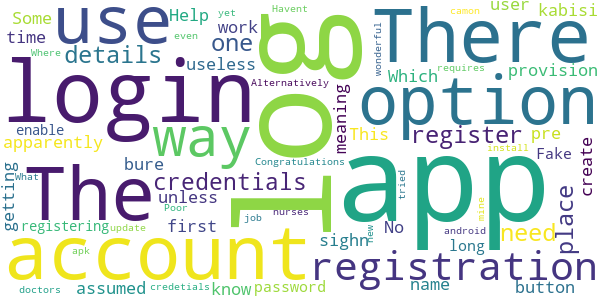 Some
time
use
Help
work
yet
Havent
user
kabisi
Where
even
one
details
useless
log
wonderful
There
Which
provision
login
Alternatively
requires
option
meaning
enable
apparently
way
This
register
pre
Fake
bure
Congratulations
create
getting
The
What
credentials
unless
I
app
tried
install
mine
place
registering
Poor
update
first
job
nurses
sighn
No
new
android
camon
long
need
account
apk
registration
doctors
assumed
credetials
know
password
name
button